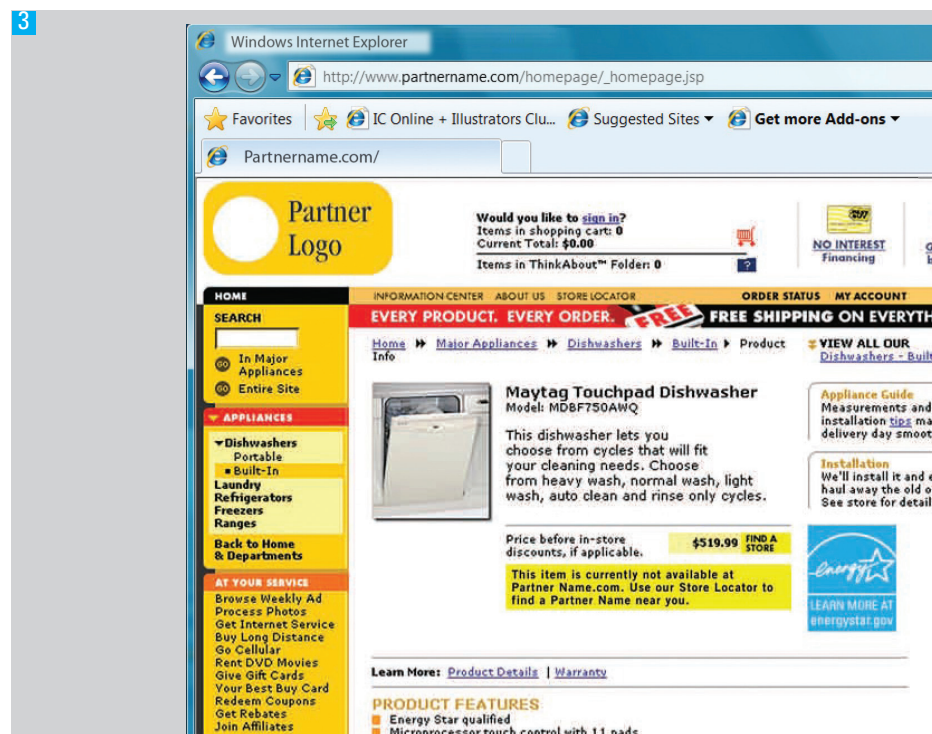 3
Windows Internet Explorer
http://www.partnername.com/homepage/_homepage.jsp
Favorites
IC Online + Illustrators Clu...
Suggested Sites
Get more Add-ons
Partnername.com/
Partner
Logo
Would you like to sign in?
Items in shopping cart: 0
Current Total: $0.00
Items in ThinkAbout™ Folder: 0
?
NO INTEREST
Financing
HOME
INFORMATION CENTER ABOUT US STORE LOCATOR
ORDER STATUS MY ACCOUNT
EVERY PRODUCT. EVERY ORDER. FREE FREE SHIPPING ON EVERYTH
SEARCH
GO In Major
Appliances
GO Entire Site
APPLIANCES
Dishwashers
Portable
Built-In
Laundry
Refrigerators
Freezers
Ranges
Back to Home
& Departments
AT YOUR SERVICE
Browse Weekly Ad
Process Photos
Get Internet Service
Buy Long Distance
Go Cellular
Rent DVD Movies
Give Gift Cards
Your Best Buy Card
Redeem Coupons
Get Rebates
Join Affiliates
Home Major Appliances Dishwashers Built-In Product
Info
VIEW ALL OUR
Dishwashers - Built
Maytag Touchpad Dishwasher
Model: MDBF750AWQ
This dishwasher lets you
choose from cycles that will fit
your cleaning needs. Choose
from heavy wash, normal wash, light
wash, auto clean and rinse only cycles.
Price before in-store
discounts, if applicable.
$519.99 FIND A
STORE
This item is currently not available at
Partner Name.com. Use our Store Locator to
find a Partner Name near you.
Appliance Guide
Measurements and
installation tips ma
delivery day smoot
Installation
We'll install it and
haul away the old o
See store for detail
energy
LEARN MORE AT
energystar.gov
Learn More: Product Details | Warranty
PRODUCT FEATURES
Energy Star qualified
Microprocessor touch control with 11 pads